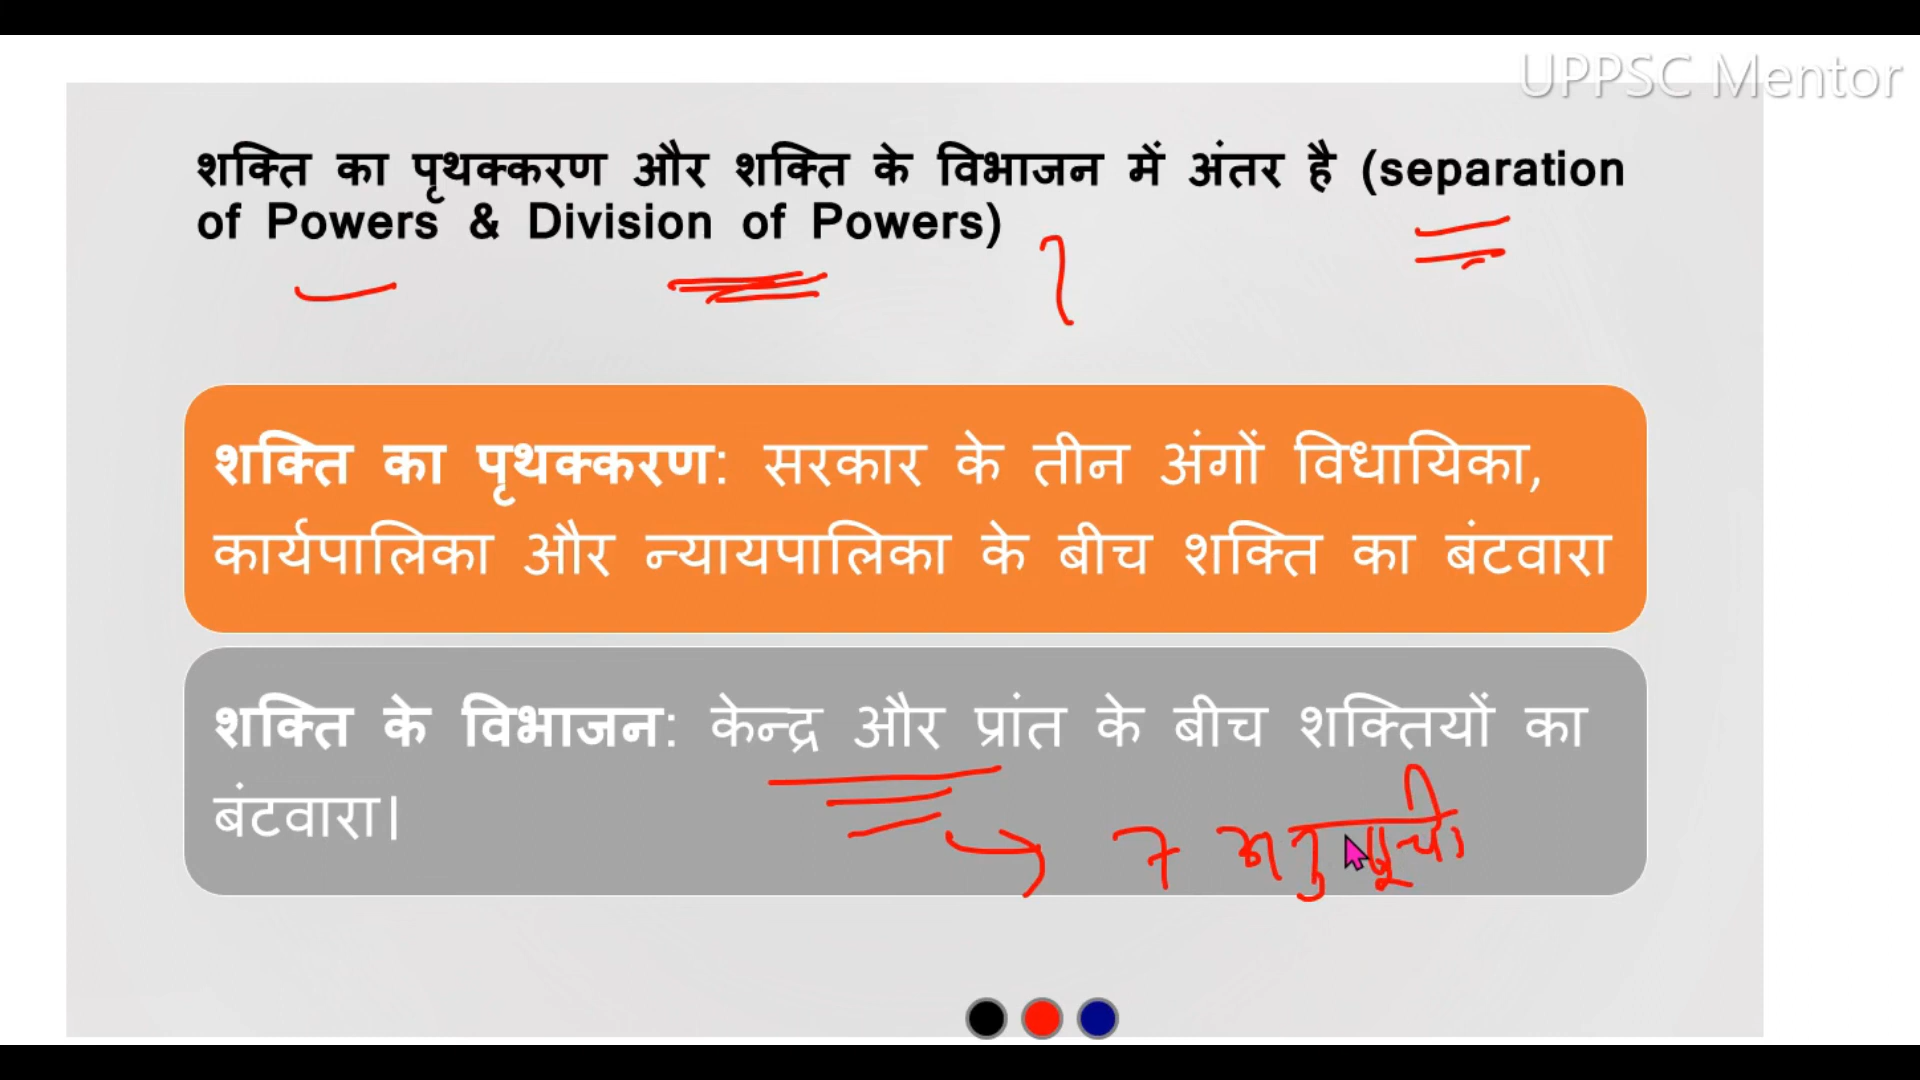 UPPSC Mentor
शक्ति का पृथक्करण और शक्ति के विभाजन में अंतर है (separation
of Powers & Division of Powers)
शक्ति का पृथक्करण: सरकार के तीन अंगों विधायिका,
कार्यपालिका और न्यायपालिका के बीच शक्ति का बंटवारा
शक्ति के विभाजन: केन्द्र और प्रांत के बीच शक्तियों का
बंटवारा।
7 अनुसूची